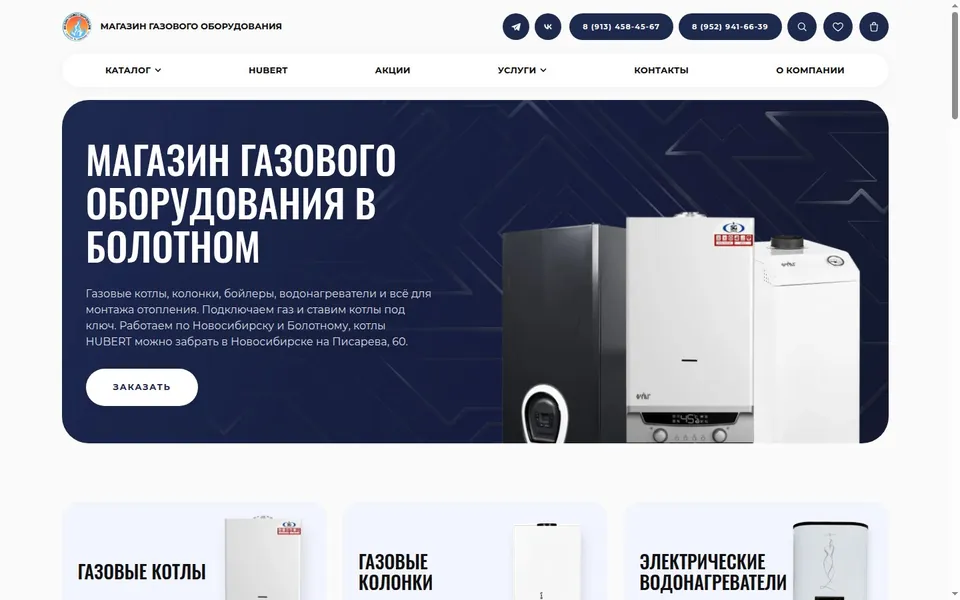 МАГАЗИН ГАЗОВОГО ОБОРУДОВАНИЯ
8 (913) 458-45-67
8 (952) 941-66-39
КАТАЛОГ
HUBERT
АКЦИИ
УСЛУГИ
КОНТАКТЫ
О КОМПАНИИ
МАГАЗИН ГАЗОВОГО
ОБОРУДОВАНИЯ В
БОЛОТНОМ
Газовые котлы, колонки, бойлеры, водонагреватели и всё для
монтажа отопления. Подключаем газ и ставим котлы под
ключ. Работаем по Новосибирску и Болотному, котлы
HUBERT можно забрать в Новосибирске на Писарева, 60.
ЗАКАЗАТЬ
ГАЗОВЫЕ КОТЛЫ
ГАЗОВЫЕ
КОЛОНКИ
ЭЛЕКТРИЧЕСКИЕ
ВОДОНАГРЕВАТЕЛИ